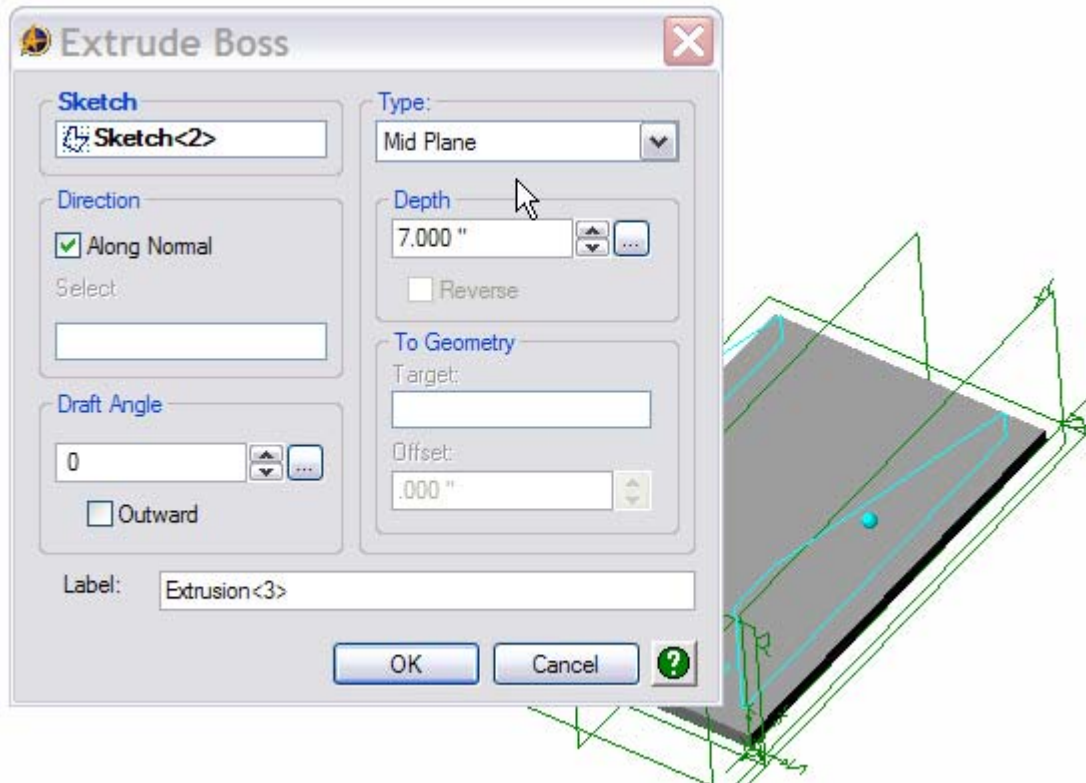 Extrude Boss
Sketch
Sketch<2>
Direction
Along Normal
Select
Draft Angle
0
...
Outward
Type:
Mid Plane
Depth
7.000 "
...
Reverse
To Geometry
Target:
Offset:
.000 "
Label:
Extrusion<3>
OK
Cancel
?